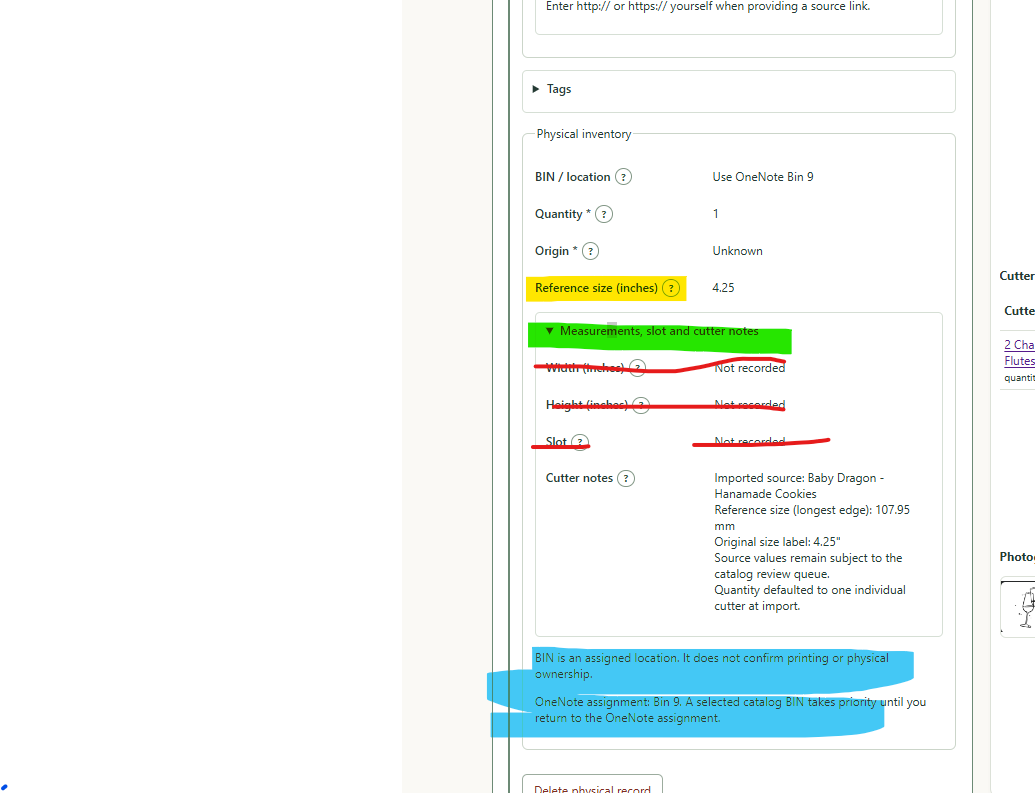 Enter http:// or https:// yourself when providing a source link.
▶ Tags
Physical inventory
BIN / location ? Use OneNote Bin 9
Quantity * ? 1
Origin * ? Unknown
Reference size (inches) ? 4.25
▼ Measurements, slot and cutter notes
Width (inches) ? Not recorded
Height (inches) ? Not recorded
Slot ? Not recorded
Cutter notes ? Imported source: Baby Dragon -
Hanamade Cookies
Reference size (longest edge): 107.95
mm
Original size label: 4.25"
Source values remain subject to the
catalog review queue.
Quantity defaulted to one individual
cutter at import.
BIN is an assigned location. It does not confirm printing or physical
ownership.
OneNote assignment: Bin 9. A selected catalog BIN takes priority until you
return to the OneNote assignment.
Delete physical record
Cutter
Cutte
2 Cha
Flutes
quantit
Photo